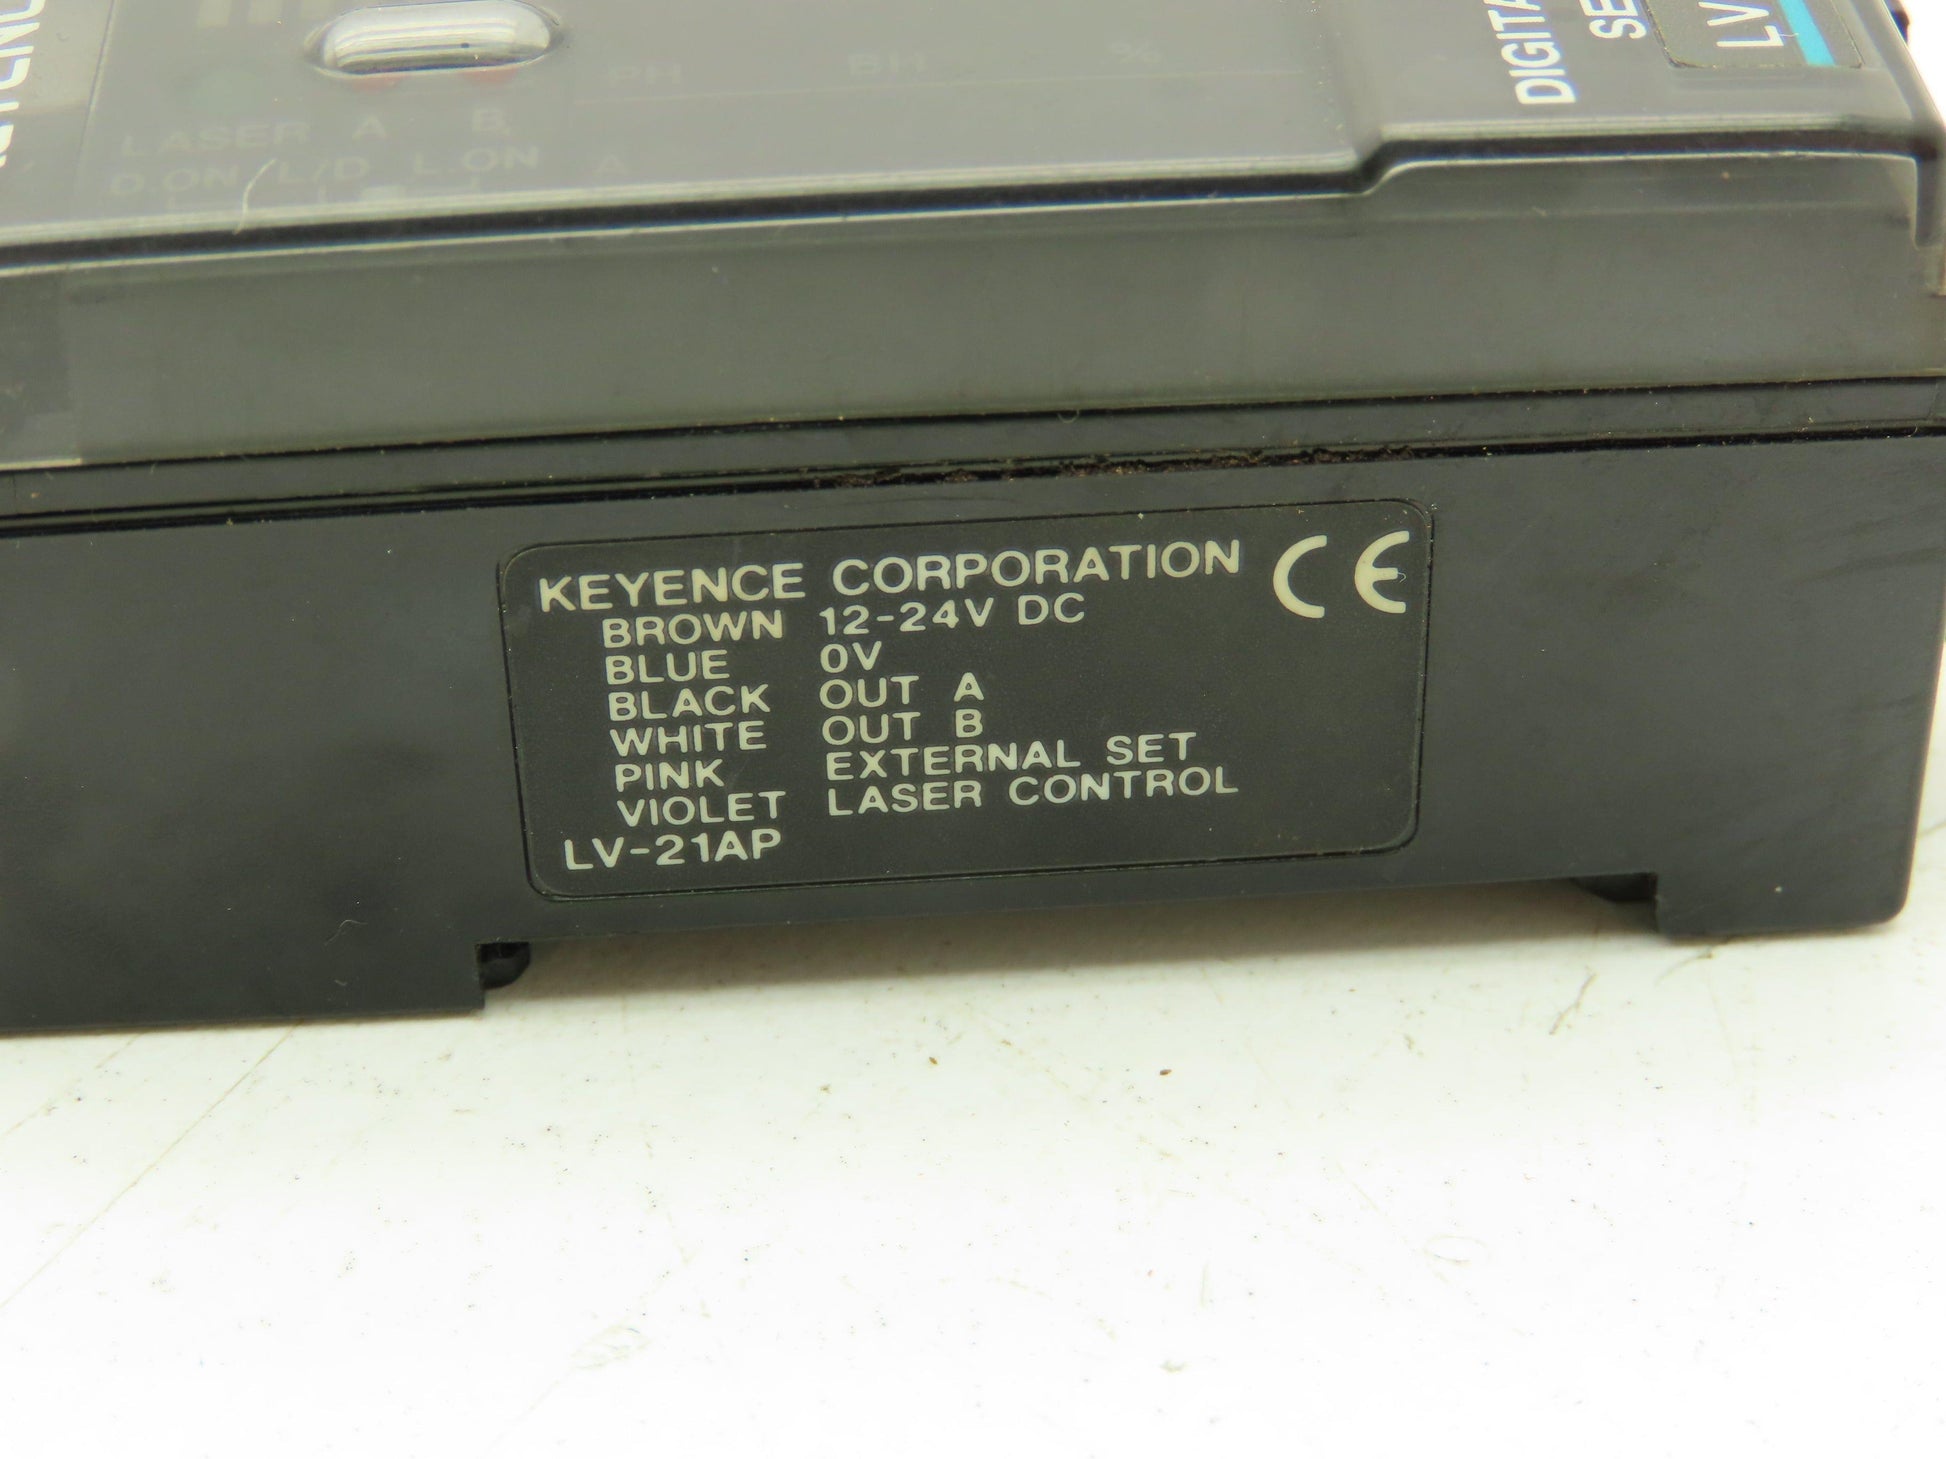 DIGITA
SE
LV
PH BH %
LASER A B
D.ON L/D L.ON A
KEYENCE CORPORATION CE
BROWN 12-24V DC
BLUE 0V
BLACK OUT A
WHITE OUT B
PINK EXTERNAL SET
VIOLET LASER CONTROL
LV-21AP